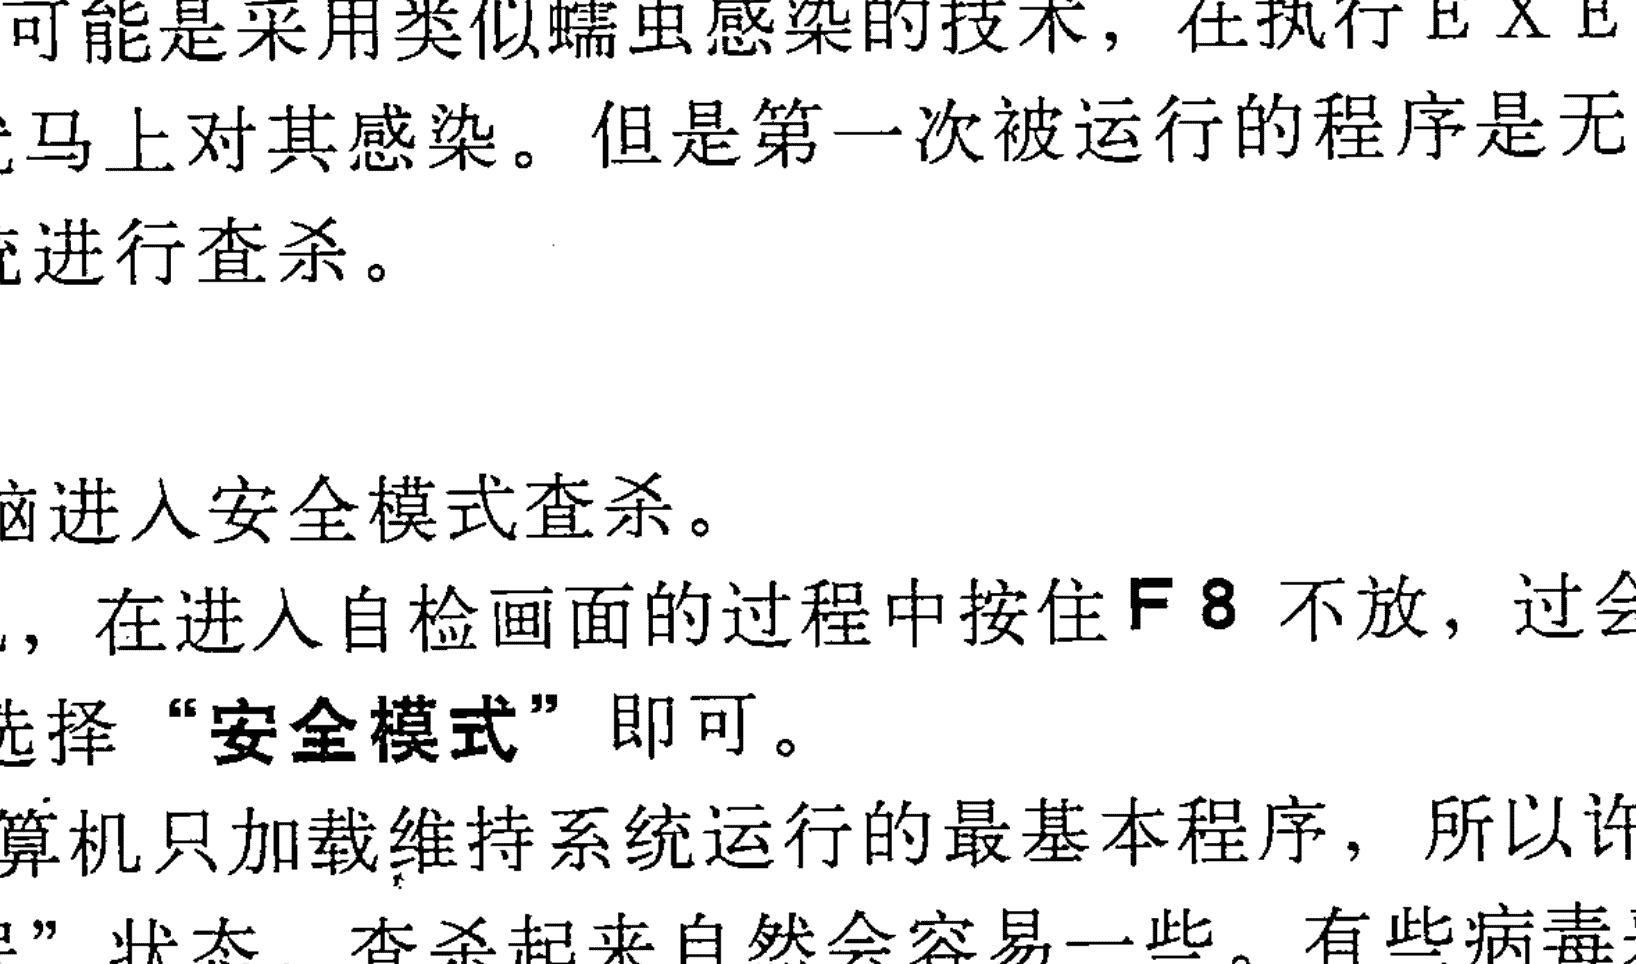 可能是采用类似蠕虫感染的技术，在执行EXE
马上对其感染。但是第一次被运行的程序是无
进行查杀。
脑进入安全模式查杀。
，在进入自检画面的过程中按住F8 不放，过会
选择“安全模式”即可。
算机只加载维持系统运行的最基本程序，所以许
”状态，查杀起来自然会容易一些。有些病毒